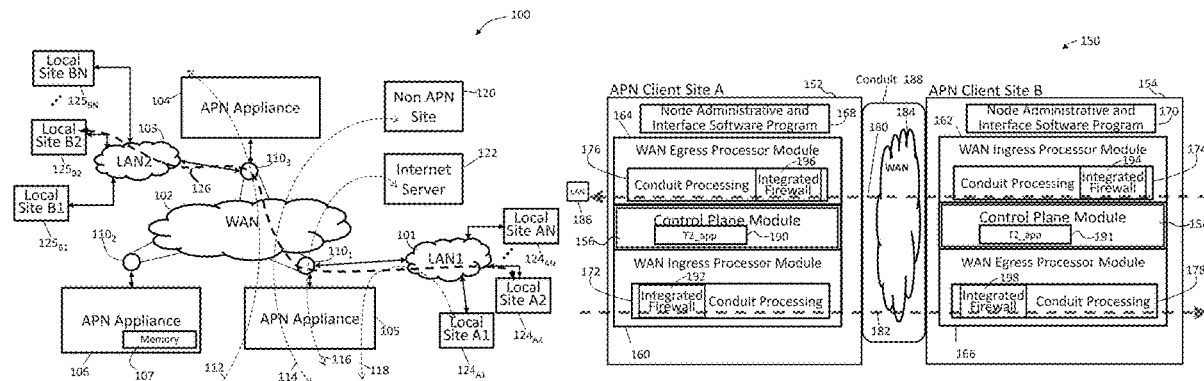 100
Local
Site BN
125BN
Local
Site B2
125B2
Local
Site B1
125B1
LAN2
103
104
APN Appliance
1103
126
102
WAN
Non APN
Site
120
Internet
Server
122
1102
1101
101
LAN1
Local
Site AN
124AN
Local
Site A2
124A2
Local
Site A1
124A1
APN Appliance
Memory
106
107
APN Appliance
105
112
114
116
118
150
APN Client Site A
152
Node Administrative and
Interface Software Program
168
164
WAN Egress Processor Module
176
196
Conduit Processing
Integrated
Firewall
LAN
186
Control Plane Module
156
T2_app
190
WAN Ingress Processor Module
172
192
Integrated
Firewall
Conduit Processing
160
Conduit 188
184
180
WAN
182
APN Client Site B
154
Node Administrative and
Interface Software Program
170
162
WAN Ingress Processor Module
174
194
Conduit Processing
Integrated
Firewall
Control Plane Module
T2_app
191
WAN Egress Processor Module
178
198
Integrated
Firewall
Conduit Processing
166